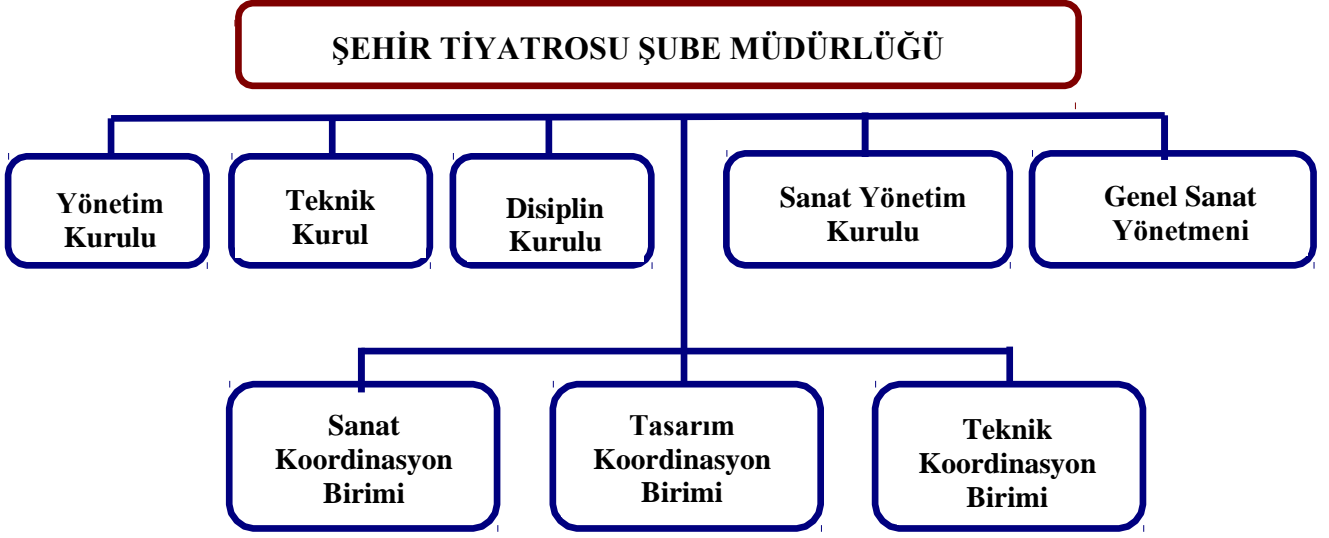 ŞEHİR TİYATROSU ŞUBE MÜDÜRLÜĞÜ
Yönetim
Kurulu
Teknik
Kurul
Disiplin
Kurulu
Sanat Yönetim
Kurulu
Genel Sanat
Yönetmeni
Sanat
Koordinasyon
Birimi
Tasarım
Koordinasyon
Birimi
Teknik
Koordinasyon
Birimi